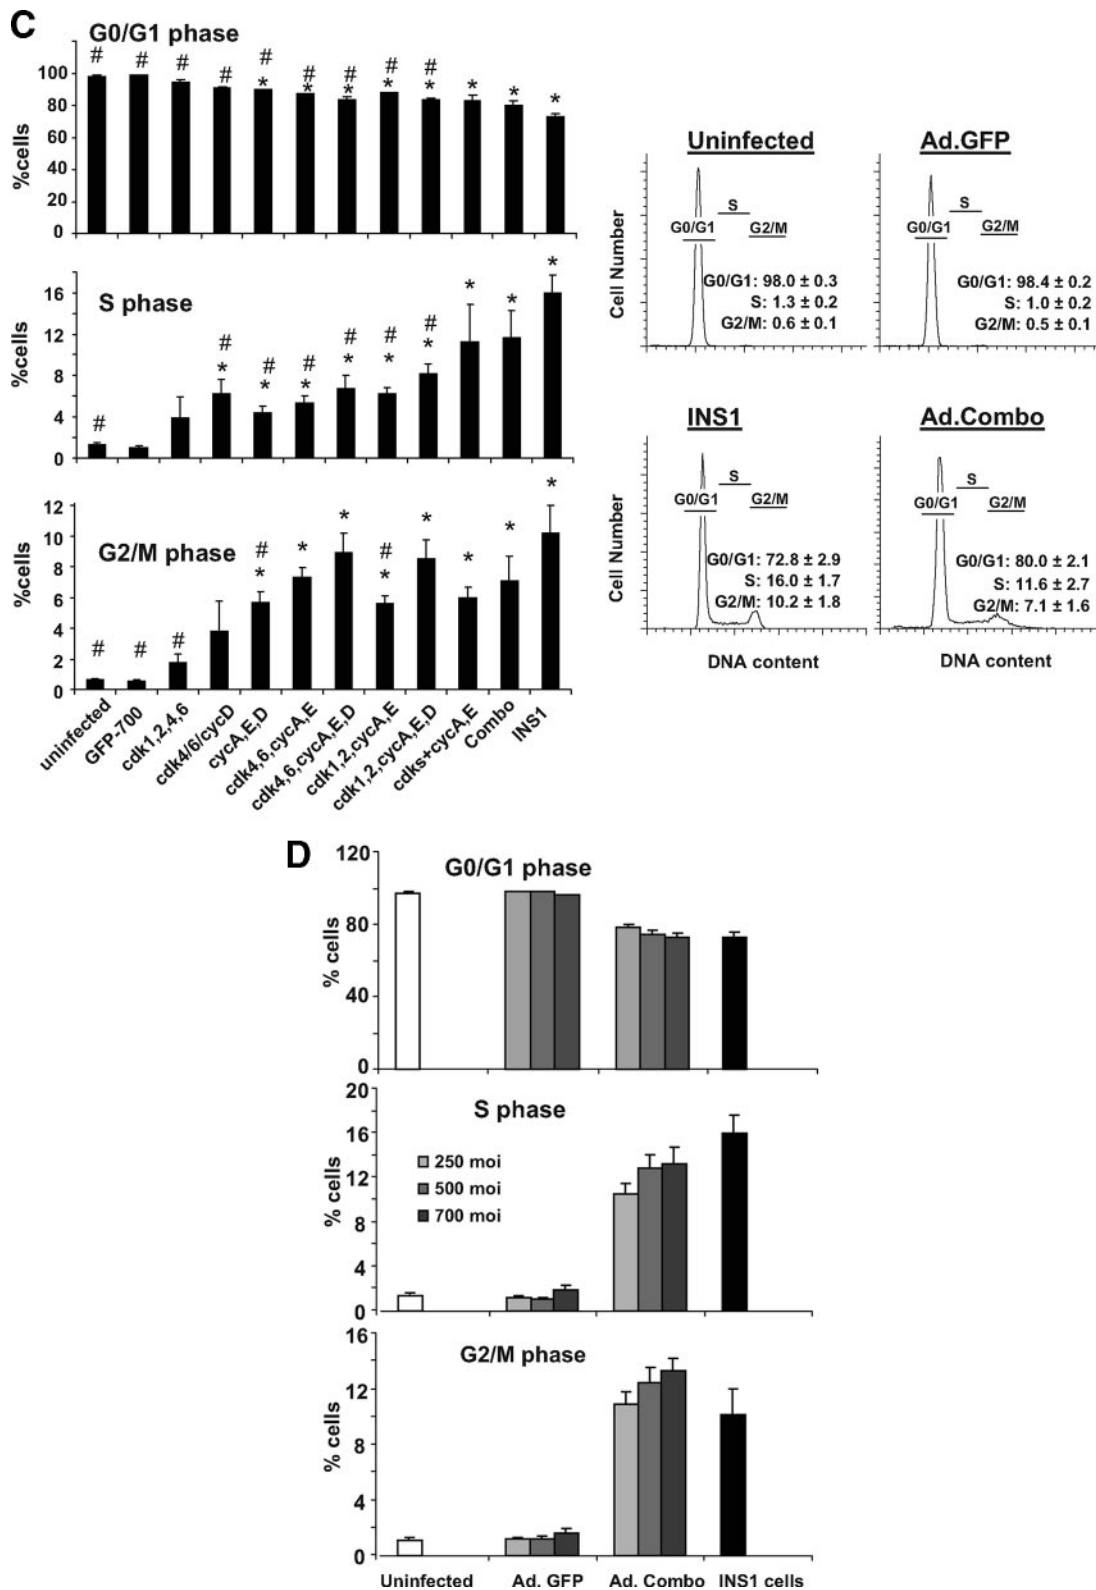 C
G0/G1 phase
%cells
100
80
60
40
20
0
# # # # # # # # #
* * * * * * * *
S phase
%cells
16
12
8
4
0
# # # # # # #
* * * * * * * * *
G2/M phase
%cells
12
10
8
6
4
2
0
# # # # #
* * * * * * * *
uninfected
GFP-700
cdk1,2,4,6
cdk4/6/cycD
cycA,E,D
cdk4,6,cycA,E
cdk4,6,cycA,E,D
cdk1,2,cycA,E
cdk1,2,cycA,E,D
cdks+cycA,E
Combo
INS1
Uninfected
Cell Number
G0/G1
S
G2/M
G0/G1: 98.0 ± 0.3
S: 1.3 ± 0.2
G2/M: 0.6 ± 0.1
Ad.GFP
G0/G1
S
G2/M
G0/G1: 98.4 ± 0.2
S: 1.0 ± 0.2
G2/M: 0.5 ± 0.1
INS1
Cell Number
G0/G1
S
G2/M
G0/G1: 72.8 ± 2.9
S: 16.0 ± 1.7
G2/M: 10.2 ± 1.8
DNA content
Ad.Combo
G0/G1
S
G2/M
G0/G1: 80.0 ± 2.1
S: 11.6 ± 2.7
G2/M: 7.1 ± 1.6
DNA content
D
G0/G1 phase
% cells
120
80
40
0
S phase
% cells
20
16
12
8
4
0
250 moi
500 moi
700 moi
G2/M phase
% cells
16
12
8
4
0
Uninfected
Ad. GFP
Ad. Combo
INS1 cells